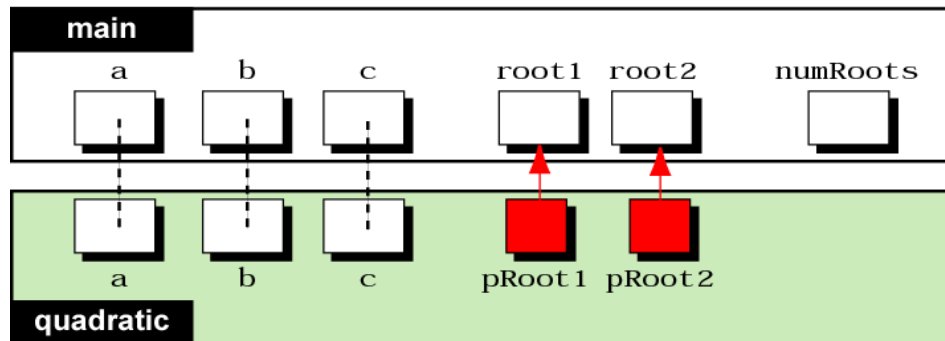 main
a b c root1 root2 numRoots
a b c pRoot1 pRoot2
quadratic